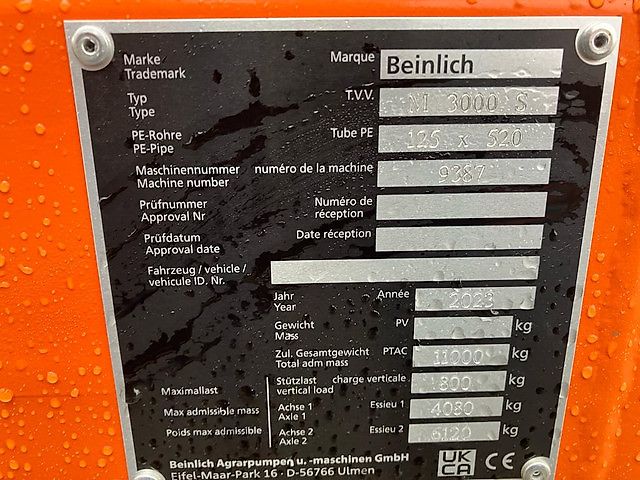 Marke Marque Beinlich
Trademark
Typ T.V.V. M 3000 S
Type
PE-Rohre Tube PE 125 x 520
PE-Pipe
Maschinennummer numéro de la machine 9387
Machine number
Prüfnummer Numéro de
Approval Nr réception
Prüfdatum Date réception
Approval date
Fahrzeug / vehicle /
vehicule ID. Nr.
Jahr Année 2023
Year
Gewicht PV kg
Mass
Zul. Gesamtgewicht PTAC 11000 kg
Total adm mass
Maximallast Stützlast charge verticale 1800 kg
vertical load
Max admissible mass Achse 1 Essieu 1 4080 kg
Axle 1
Poids max admissible Achse 2 Essieu 2 6120 kg
Axle 2
Beinlich Agrarpumpen u. -maschinen GmbH UK CA CE
Eifel-Maar-Park 16 · D-56766 Ulmen